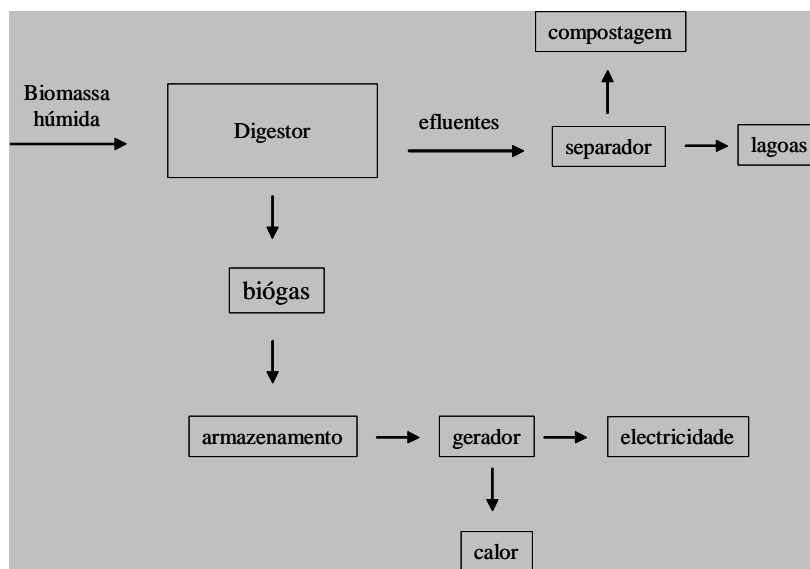 compostagem
Biomassa
húmida
Digestor
efluentes
separador
lagoas
biógas
armazenamento
gerador
electricidade
calor